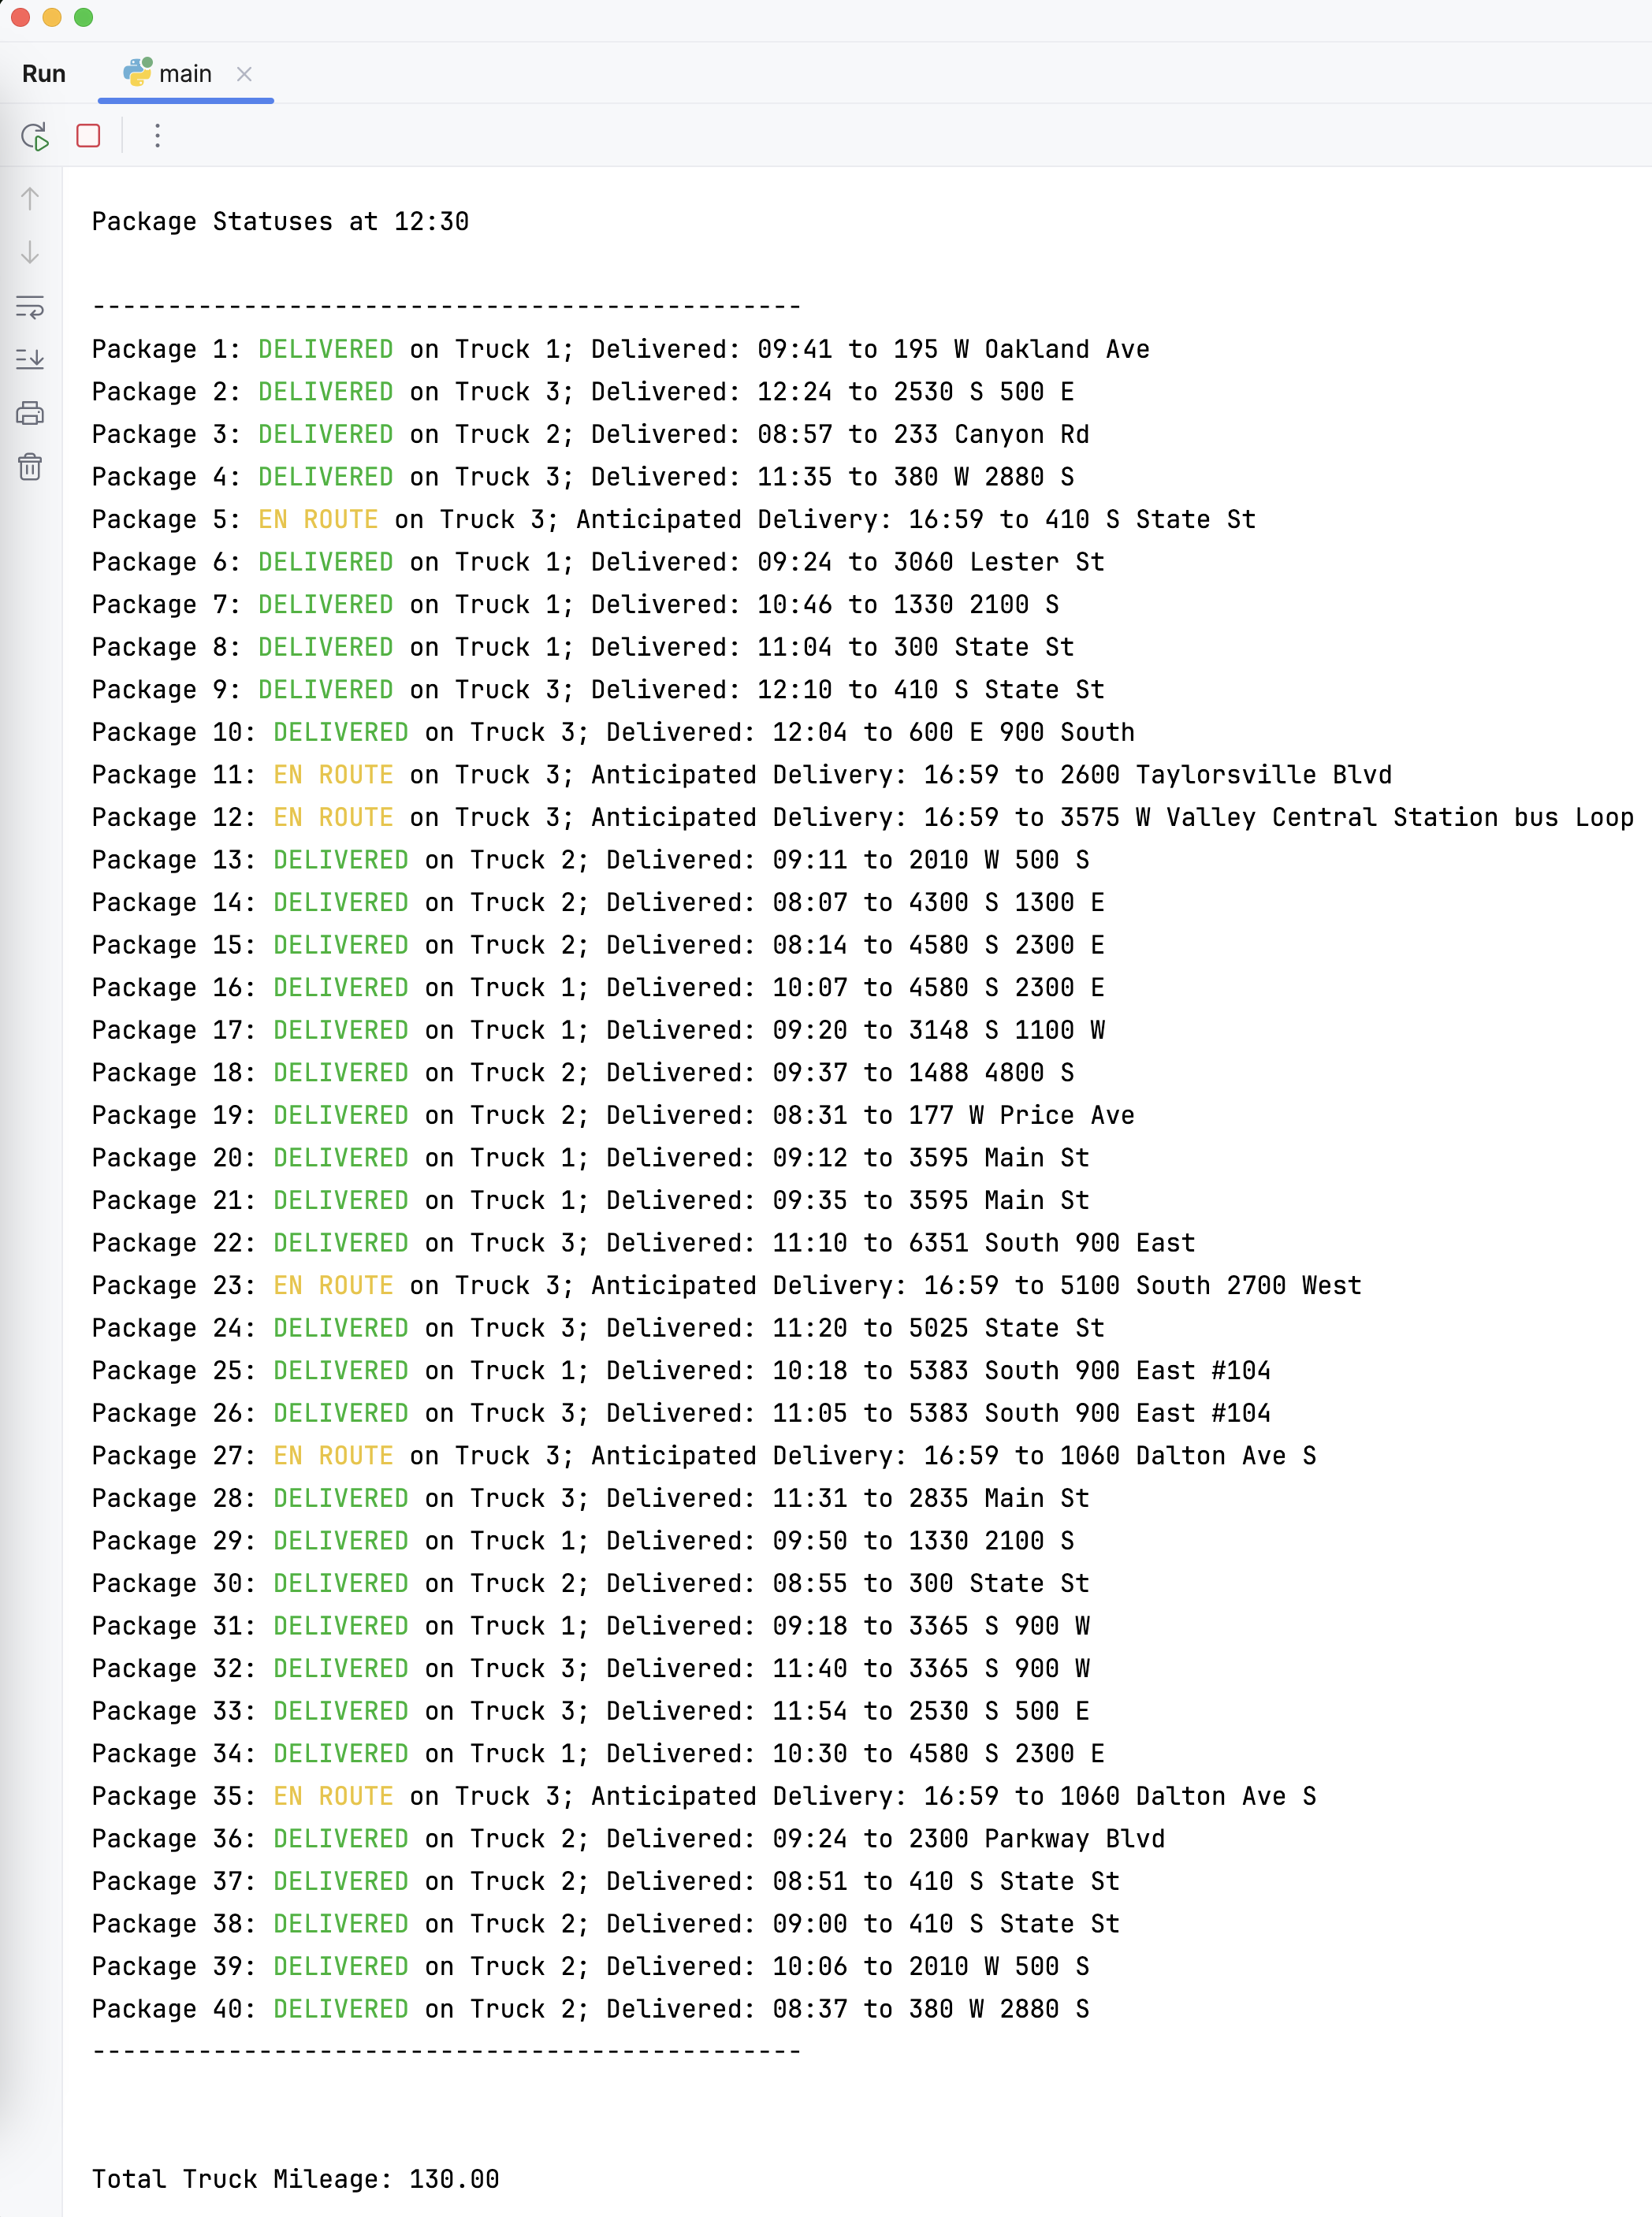 Run main
Package Statuses at 12:30
-----------------------------------------------
Package 1: DELIVERED on Truck 1; Delivered: 09:41 to 195 W Oakland Ave
Package 2: DELIVERED on Truck 3; Delivered: 12:24 to 2530 S 500 E
Package 3: DELIVERED on Truck 2; Delivered: 08:57 to 233 Canyon Rd
Package 4: DELIVERED on Truck 3; Delivered: 11:35 to 380 W 2880 S
Package 5: EN ROUTE on Truck 3; Anticipated Delivery: 16:59 to 410 S State St
Package 6: DELIVERED on Truck 1; Delivered: 09:24 to 3060 Lester St
Package 7: DELIVERED on Truck 1; Delivered: 10:46 to 1330 2100 S
Package 8: DELIVERED on Truck 1; Delivered: 11:04 to 300 State St
Package 9: DELIVERED on Truck 3; Delivered: 12:10 to 410 S State St
Package 10: DELIVERED on Truck 3; Delivered: 12:04 to 600 E 900 South
Package 11: EN ROUTE on Truck 3; Anticipated Delivery: 16:59 to 2600 Taylorsville Blvd
Package 12: EN ROUTE on Truck 3; Anticipated Delivery: 16:59 to 3575 W Valley Central Station bus Loop
Package 13: DELIVERED on Truck 2; Delivered: 09:11 to 2010 W 500 S
Package 14: DELIVERED on Truck 2; Delivered: 08:07 to 4300 S 1300 E
Package 15: DELIVERED on Truck 2; Delivered: 08:14 to 4580 S 2300 E
Package 16: DELIVERED on Truck 1; Delivered: 10:07 to 4580 S 2300 E
Package 17: DELIVERED on Truck 1; Delivered: 09:20 to 3148 S 1100 W
Package 18: DELIVERED on Truck 2; Delivered: 09:37 to 1488 4800 S
Package 19: DELIVERED on Truck 2; Delivered: 08:31 to 177 W Price Ave
Package 20: DELIVERED on Truck 1; Delivered: 09:12 to 3595 Main St
Package 21: DELIVERED on Truck 1; Delivered: 09:35 to 3595 Main St
Package 22: DELIVERED on Truck 3; Delivered: 11:10 to 6351 South 900 East
Package 23: EN ROUTE on Truck 3; Anticipated Delivery: 16:59 to 5100 South 2700 West
Package 24: DELIVERED on Truck 3; Delivered: 11:20 to 5025 State St
Package 25: DELIVERED on Truck 1; Delivered: 10:18 to 5383 South 900 East #104
Package 26: DELIVERED on Truck 3; Delivered: 11:05 to 5383 South 900 East #104
Package 27: EN ROUTE on Truck 3; Anticipated Delivery: 16:59 to 1060 Dalton Ave S
Package 28: DELIVERED on Truck 3; Delivered: 11:31 to 2835 Main St
Package 29: DELIVERED on Truck 1; Delivered: 09:50 to 1330 2100 S
Package 30: DELIVERED on Truck 2; Delivered: 08:55 to 300 State St
Package 31: DELIVERED on Truck 1; Delivered: 09:18 to 3365 S 900 W
Package 32: DELIVERED on Truck 3; Delivered: 11:40 to 3365 S 900 W
Package 33: DELIVERED on Truck 3; Delivered: 11:54 to 2530 S 500 E
Package 34: DELIVERED on Truck 1; Delivered: 10:30 to 4580 S 2300 E
Package 35: EN ROUTE on Truck 3; Anticipated Delivery: 16:59 to 1060 Dalton Ave S
Package 36: DELIVERED on Truck 2; Delivered: 09:24 to 2300 Parkway Blvd
Package 37: DELIVERED on Truck 2; Delivered: 08:51 to 410 S State St
Package 38: DELIVERED on Truck 2; Delivered: 09:00 to 410 S State St
Package 39: DELIVERED on Truck 2; Delivered: 10:06 to 2010 W 500 S
Package 40: DELIVERED on Truck 2; Delivered: 08:37 to 380 W 2880 S
-----------------------------------------------
Total Truck Mileage: 130.00